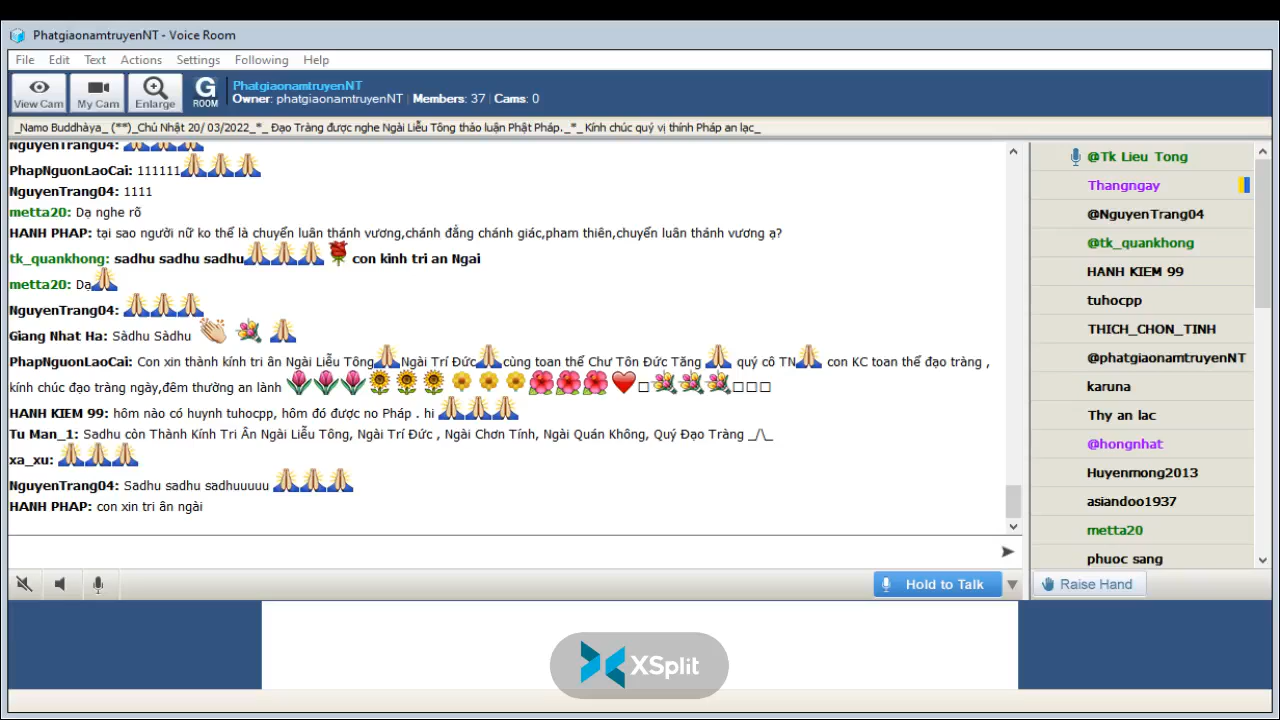 PhatgiaonamtruyenNT - Voice Room
File Edit Text Actions Settings Following Help
View Cam My Cam Enlarge G ROOM
PhatgiaonamtruyenNT
Owner: phatgiaonamtruyenNT | Members: 37 | Cams: 0
_Namo Buddhàya_ (**)_Chủ Nhật 20/ 03/2022_*_ Đạo Tràng được nghe Ngài Liễu Tông thảo luận Phật Pháp._*_ Kính chúc quý vị thính Pháp an lạc_
NguyenTrang04:
PhapNguonLaoCai: 111111
NguyenTrang04: 1111
metta20: Dạ nghe rõ
HANH PHAP: tại sao người nữ ko thể là chuyển luân thánh vương,chánh đẳng chánh giác,pham thiên,chuyển luân thánh vương ạ?
tk_quankhong: sadhu sadhu sadhu con kinh tri an Ngai
metta20: Dạ
NguyenTrang04:
Giang Nhat Ha: Sàdhu Sàdhu
PhapNguonLaoCai: Con xin thành kính tri ân Ngài Liễu Tông Ngài Trí Đức cùng toan thể Chư Tôn Đức Tăng quý cô TN con KC toan thể đạo tràng ,
kính chúc đạo tràng ngày,đêm thường an lành
HANH KIEM 99: hôm nào có huynh tuhocpp, hôm đó được no Pháp . hi
Tu Man_1: Sadhu còn Thành Kính Tri Ân Ngài Liễu Tông, Ngài Trí Đức , Ngài Chơn Tính, Ngài Quán Không, Quý Đạo Tràng _/\_
xa_xu:
NguyenTrang04: Sadhu sadhu sadhuuuuu
HANH PHAP: con xin tri ân ngài
@Tk Lieu Tong
Thangngay
@NguyenTrang04
@tk_quankhong
HANH KIEM 99
tuhocpp
THICH_CHON_TINH
@phatgiaonamtruyenNT
karuna
Thy an lac
@hongnhat
Huyenmong2013
asiandoo1937
metta20
phuoc sang
Hold to Talk
Raise Hand
XSplit